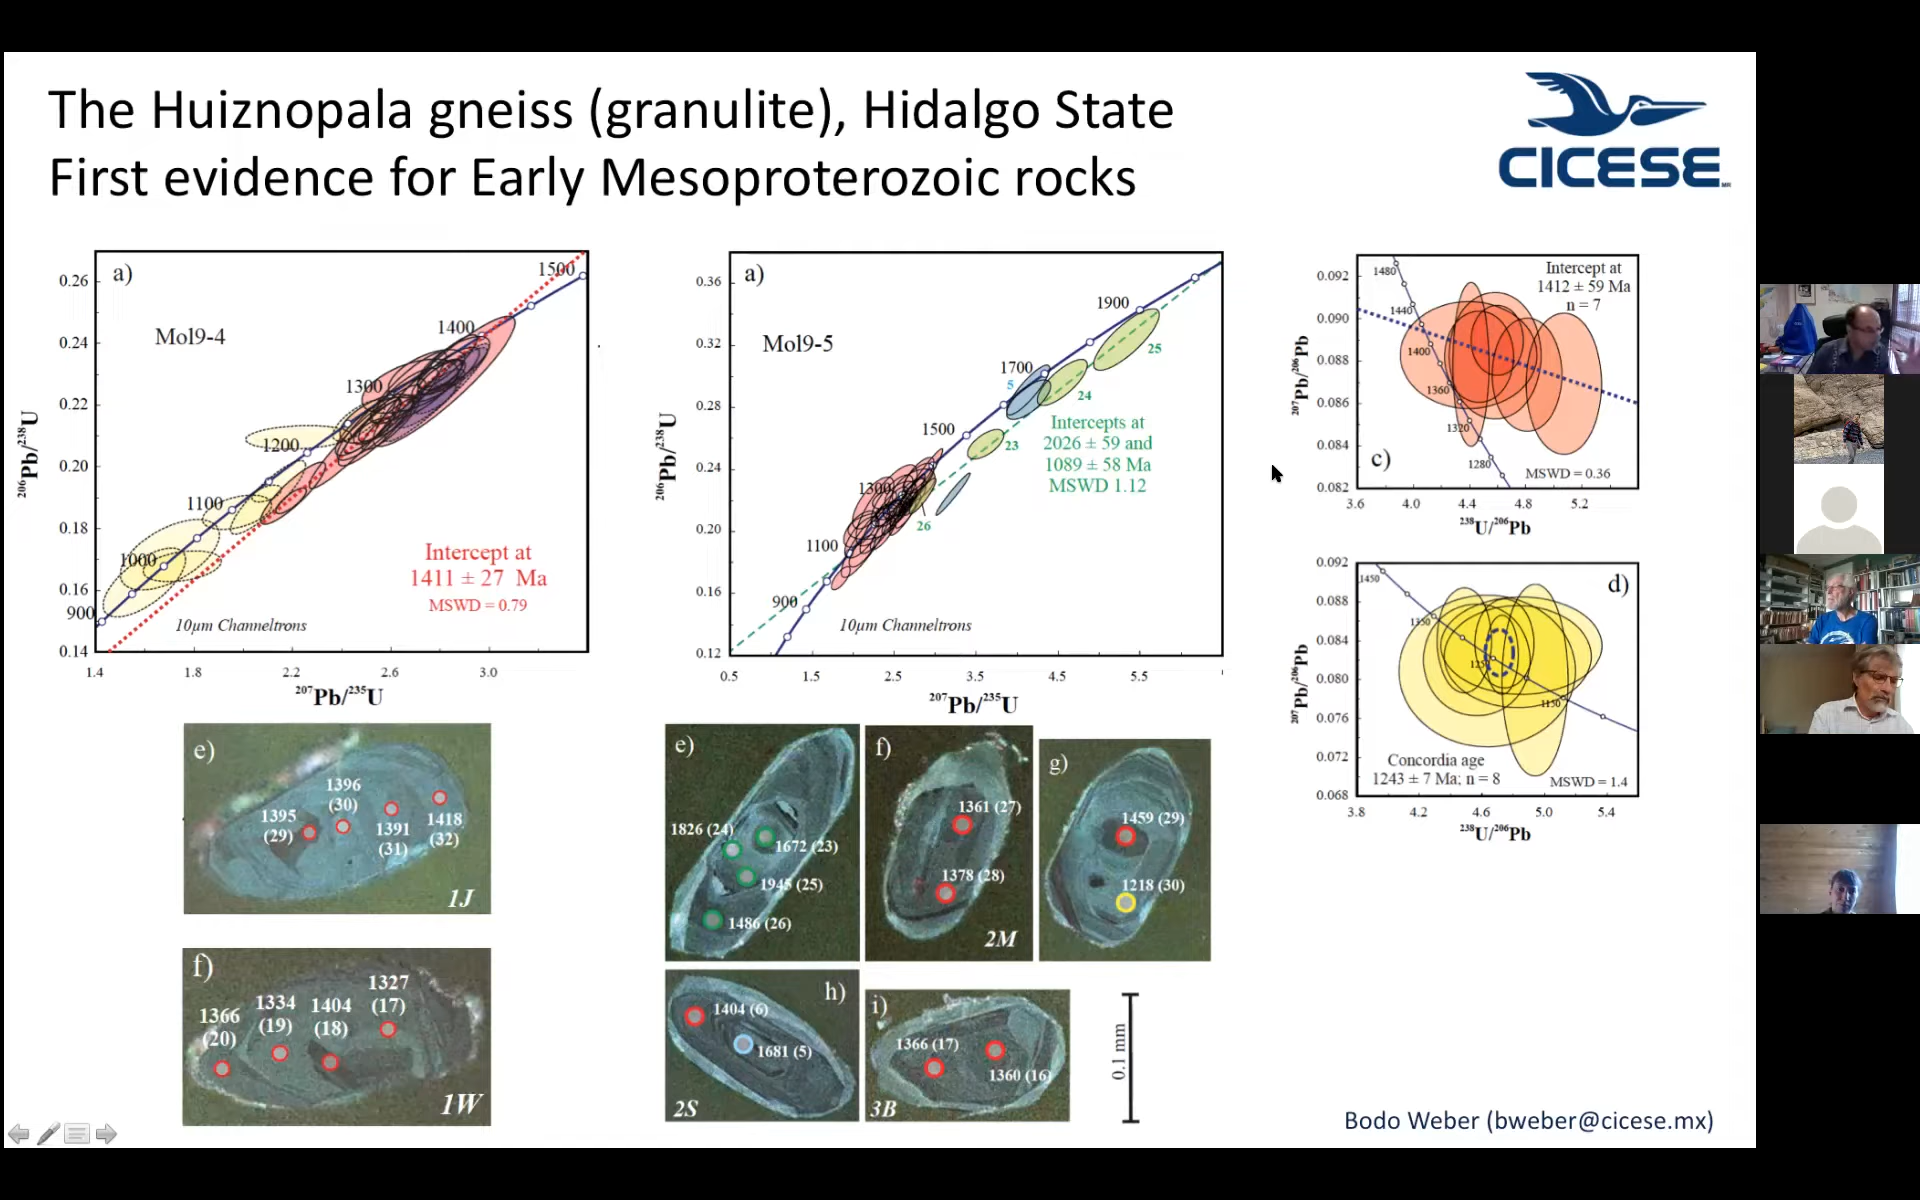 The Huiznopala gneiss (granulite), Hidalgo State
First evidence for Early Mesoproterozoic rocks
CICESE
a)
Mol9-4
0.26
0.24
0.22
0.20
0.18
0.16
0.14
²⁰⁶Pb/²³⁸U
1500
1400
1300
1200
1100
1000
900
Intercept at
1411 ± 27 Ma
MSWD = 0.79
10µm Channeltrons
1.4 1.8 2.2 2.6 3.0
²⁰⁷Pb/²³⁵U
a)
Mol9-5
0.36
0.32
0.28
0.24
0.20
0.16
0.12
²⁰⁶Pb/²³⁸U
1900
1700
1500
1300
1100
900
25
5
24
23
26
Intercepts at
2026 ± 59 and
1089 ± 58 Ma
MSWD 1.12
10µm Channeltrons
0.5 1.5 2.5 3.5 4.5 5.5
²⁰⁷Pb/²³⁵U
Intercept at
1412 ± 59 Ma
n = 7
0.092
0.090
0.088
0.086
0.084
0.082
²⁰⁷Pb/²⁰⁶Pb
1480
1440
1400
1360
1320
1280
c)
MSWD = 0.36
3.6 4.0 4.4 4.8 5.2
²³⁸U/²⁰⁶Pb
d)
0.092
0.088
0.084
0.080
0.076
0.072
0.068
²⁰⁷Pb/²⁰⁶Pb
1450
1350
1250
1150
Concordia age
1243 ± 7 Ma; n = 8
MSWD = 1.4
3.8 4.2 4.6 5.0 5.4
²³⁸U/²⁰⁶Pb
e)
1395
(29)
1396
(30)
1391
(31)
1418
(32)
1J
f)
1366
(20)
1334
(19)
1404
(18)
1327
(17)
1W
e)
1826 (24)
1672 (23)
1945 (25)
1486 (26)
f)
1361 (27)
1378 (28)
2M
g)
1459 (29)
1218 (30)
h)
1404 (6)
1681 (5)
2S
i)
1366 (17)
1360 (16)
3B
0.1 mm
Bodo Weber (bweber@cicese.mx)